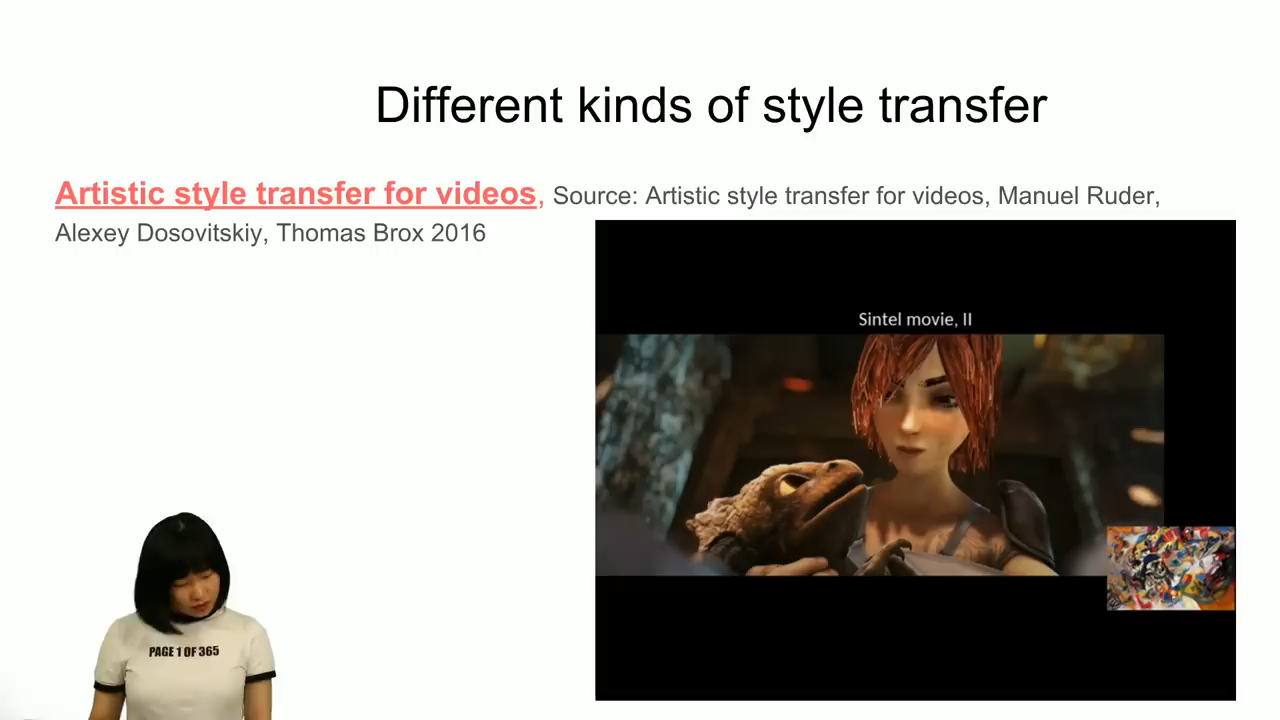 Different kinds of style transfer
Artistic style transfer for videos, Source: Artistic style transfer for videos, Manuel Ruder,
Alexey Dosovitskiy, Thomas Brox 2016
Sintel movie, II
PAGE 1 OF 365